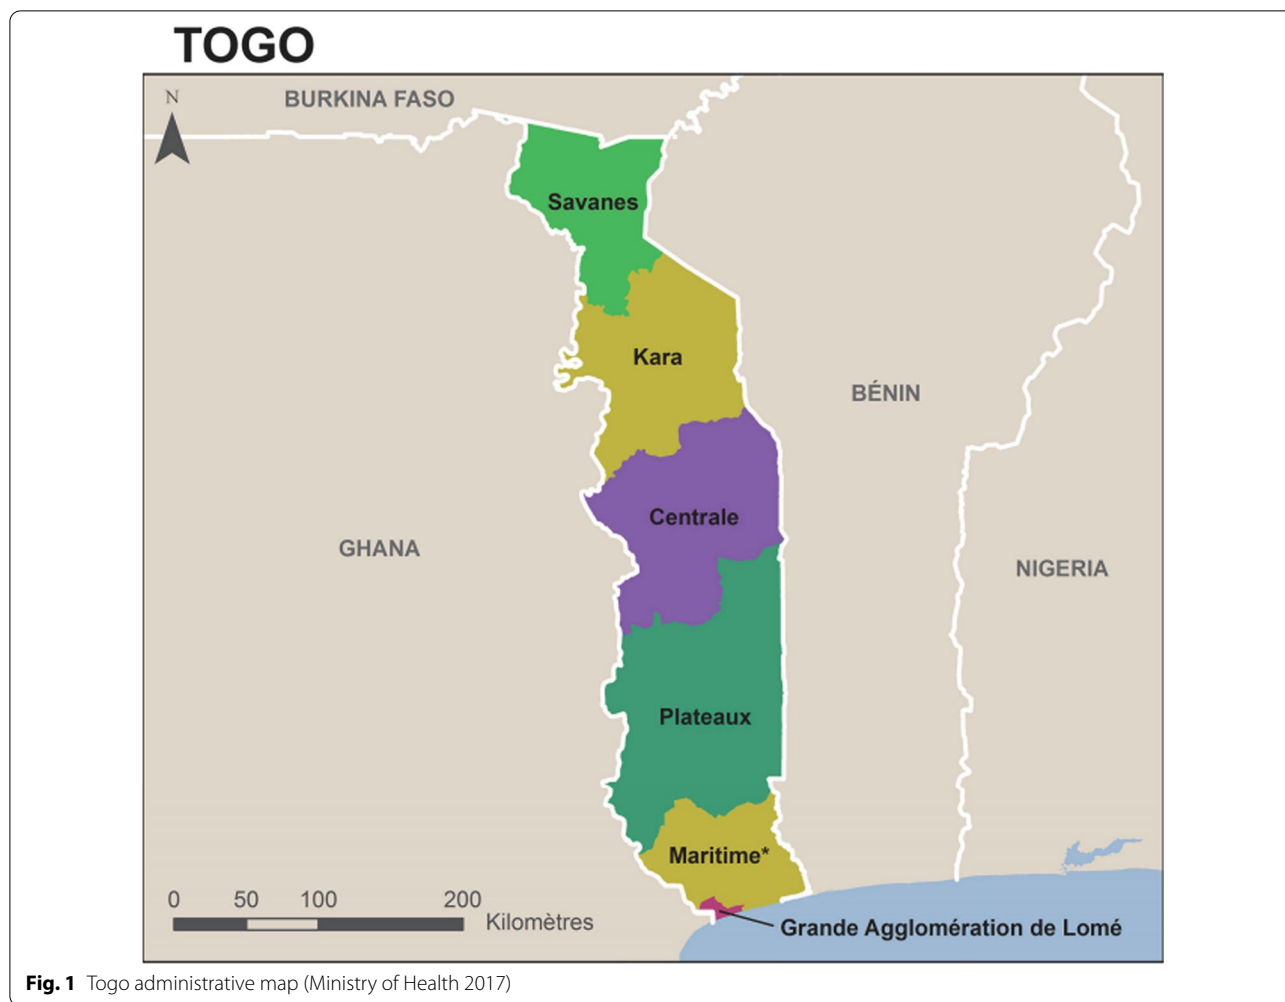 TOGO
N
BURKINA FASO
Savanes
Kara
BÉNIN
Centrale
GHANA
NIGERIA
Plateaux
Maritime*
0 50 100 200
Kilomètres
Grande Agglomération de Lomé
Fig. 1 Togo administrative map (Ministry of Health 2017)